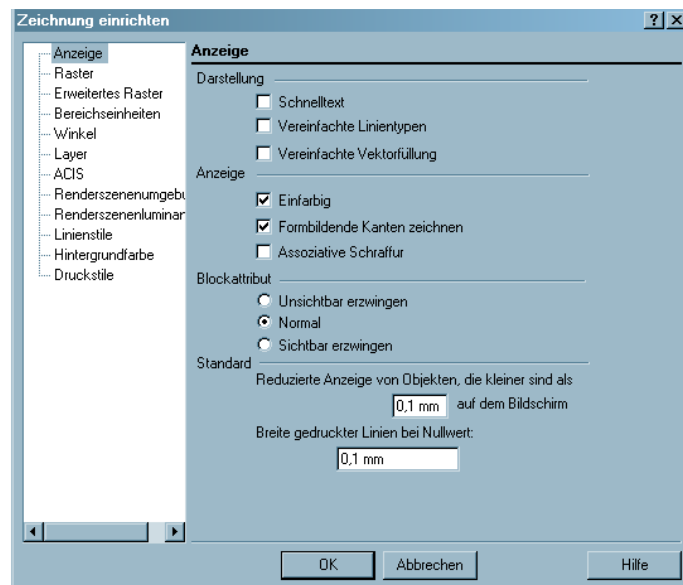 Zeichnung einrichten
Anzeige
Raster
Erweitertes Raster
Bereichseinheiten
Winkel
Layer
ACIS
Renderszenenumgebu
Renderszenenluminar
Linienstile
Hintergrundfarbe
Druckstile
Anzeige
Darstellung
Schnelltext
Vereinfachte Linientypen
Vereinfachte Vektorfüllung
Anzeige
Einfarbig
Formbildende Kanten zeichnen
Assoziative Schraffur
Blockattribut
Unsichtbar erzwingen
Normal
Sichtbar erzwingen
Standard
Reduzierte Anzeige von Objekten, die kleiner sind als
0,1 mm auf dem Bildschirm
Breite gedruckter Linien bei Nullwert:
0,1 mm
OK Abbrechen Hilfe